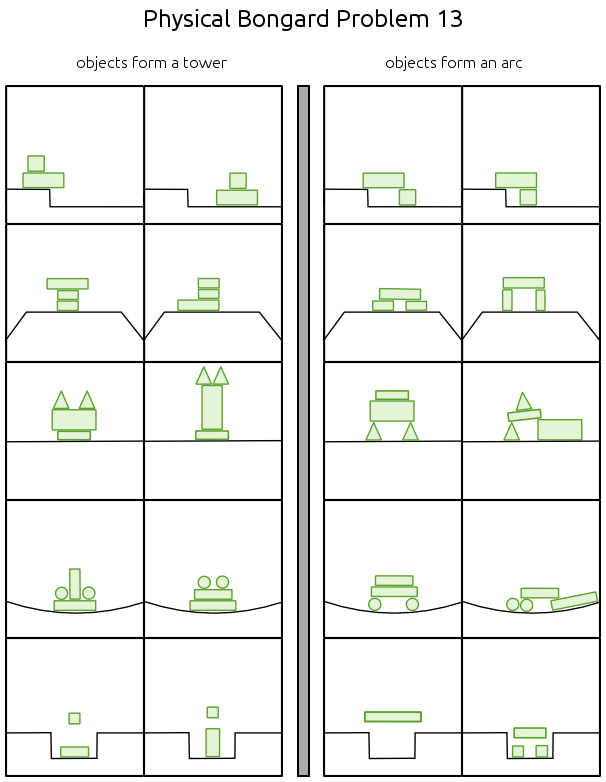 Physical Bongard Problem 13
objects form a tower
objects form an arc